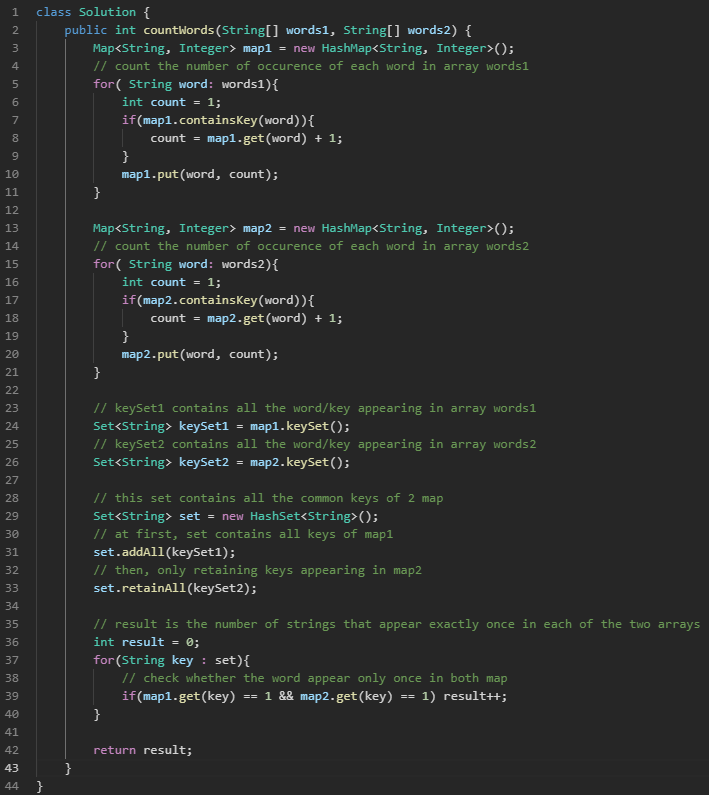 1 class Solution {
2 public int countWords(String[] words1, String[] words2) {
3 Map<String, Integer> map1 = new HashMap<String, Integer>();
4 // count the number of occurence of each word in array words1
5 for( String word: words1){
6 int count = 1;
7 if(map1.containsKey(word)){
8 count = map1.get(word) + 1;
9 }
10 map1.put(word, count);
11 }
12
13 Map<String, Integer> map2 = new HashMap<String, Integer>();
14 // count the number of occurence of each word in array words2
15 for( String word: words2){
16 int count = 1;
17 if(map2.containsKey(word)){
18 count = map2.get(word) + 1;
19 }
20 map2.put(word, count);
21 }
22
23 // keySet1 contains all the word/key appearing in array words1
24 Set<String> keySet1 = map1.keySet();
25 // keySet2 contains all the word/key appearing in array words2
26 Set<String> keySet2 = map2.keySet();
27
28 // this set contains all the common keys of 2 map
29 Set<String> set = new HashSet<String>();
30 // at first, set contains all keys of map1
31 set.addAll(keySet1);
32 // then, only retaining keys appearing in map2
33 set.retainAll(keySet2);
34
35 // result is the number of strings that appear exactly once in each of the two arrays
36 int result = 0;
37 for(String key : set){
38 // check whether the word appear only once in both map
39 if(map1.get(key) == 1 && map2.get(key) == 1) result++;
40 }
41
42 return result;
43 }
44 }